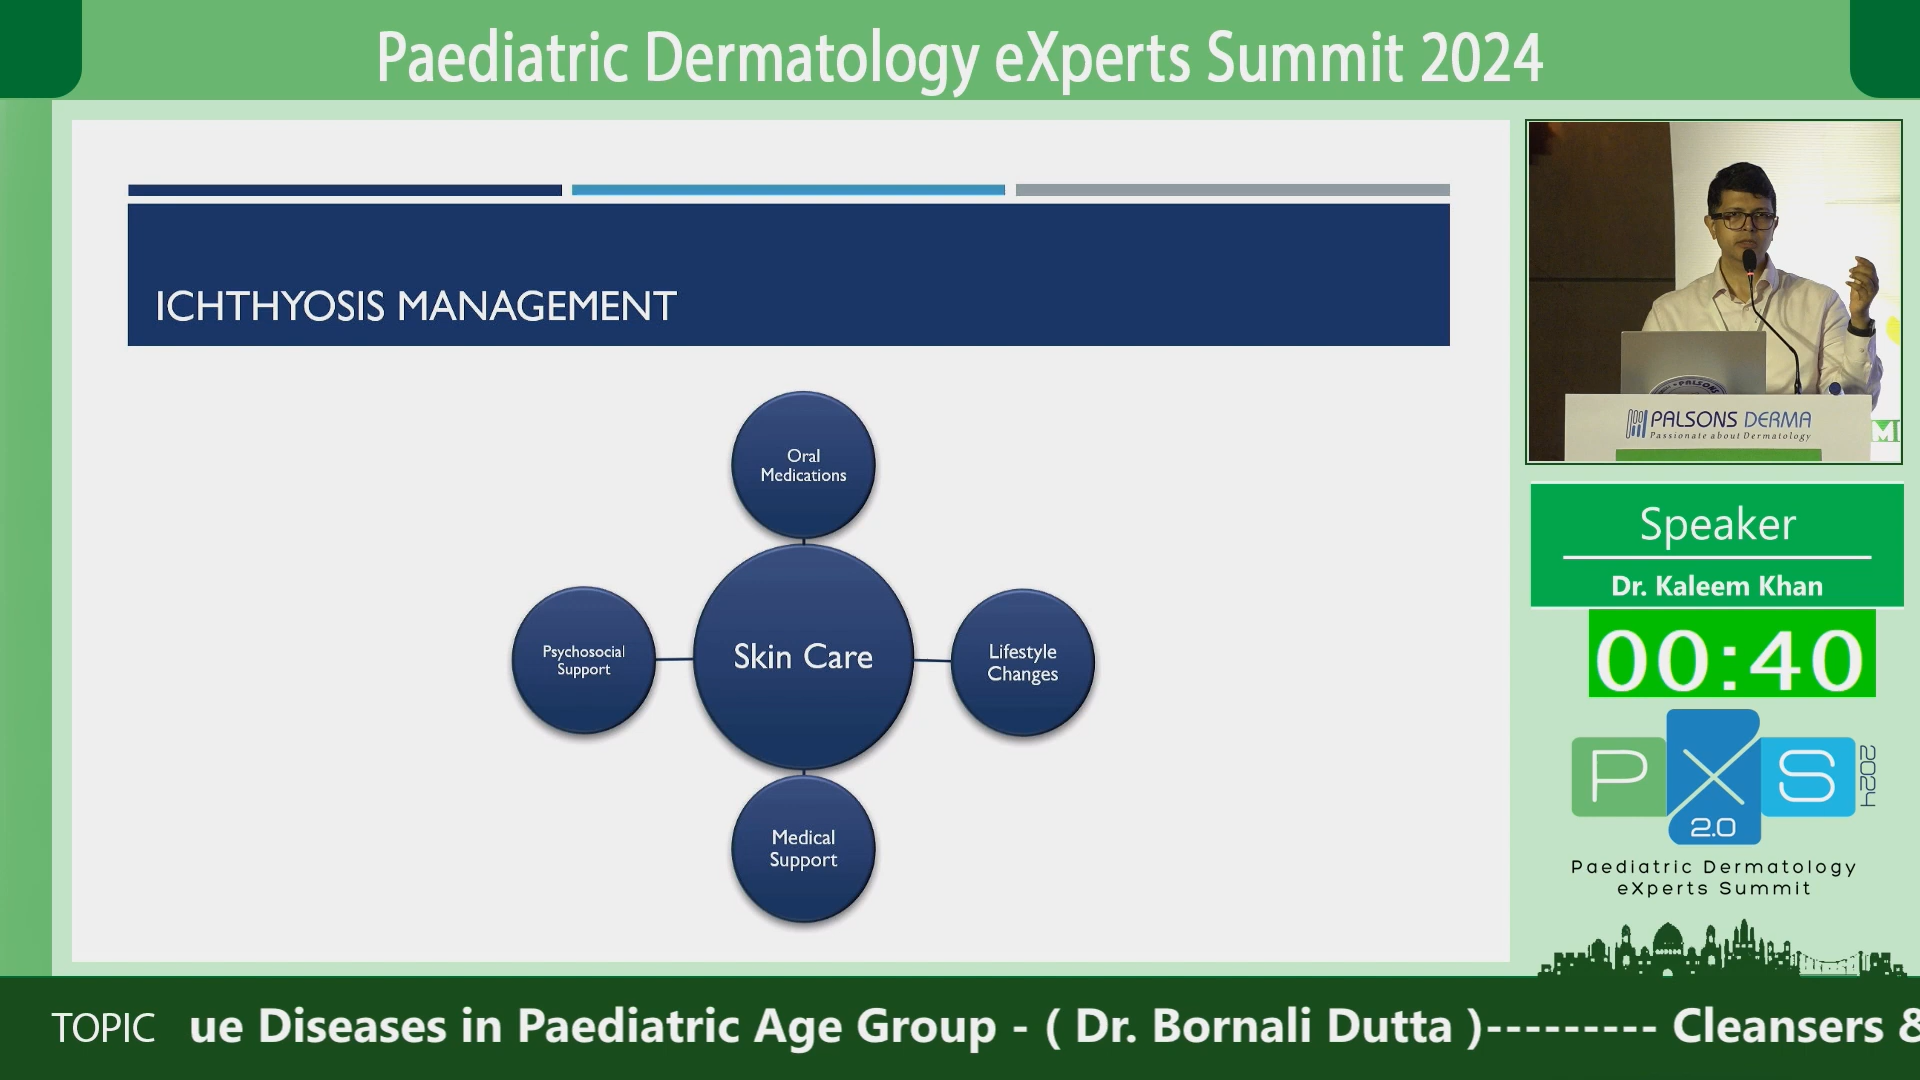 Paediatric Dermatology eXperts Summit 2024
ICHTHYOSIS MANAGEMENT
Oral
Medications
Psychosocial
Support
Skin Care
Lifestyle
Changes
Medical
Support
PALSONS
PALSONS DERMA
Passionate about Dermatology
Speaker
Dr. Kaleem Khan
00:40
PXS
2024
2.0
Paediatric Dermatology
eXperts Summit
TOPIC ue Diseases in Paediatric Age Group - ( Dr. Bornali Dutta )--------- Cleansers &